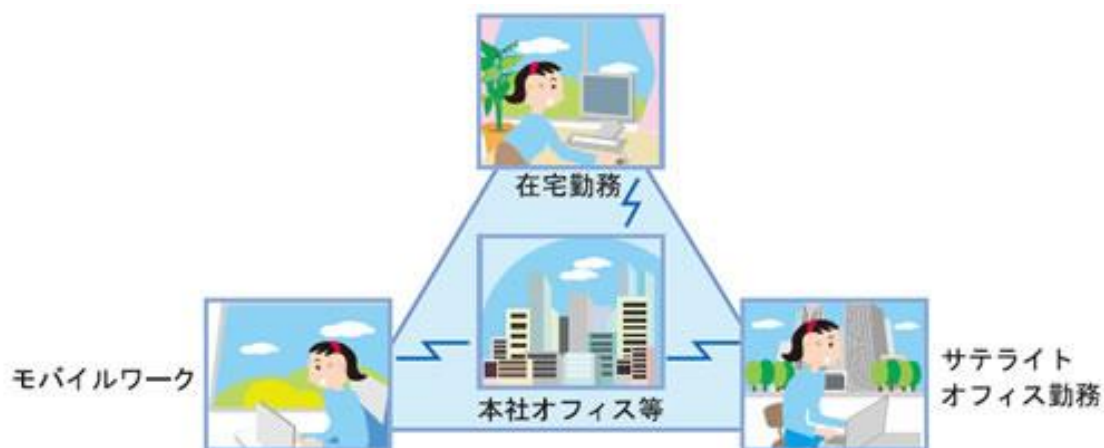 在宅勤務
モバイルワーク
本社オフィス等
サテライト
オフィス勤務